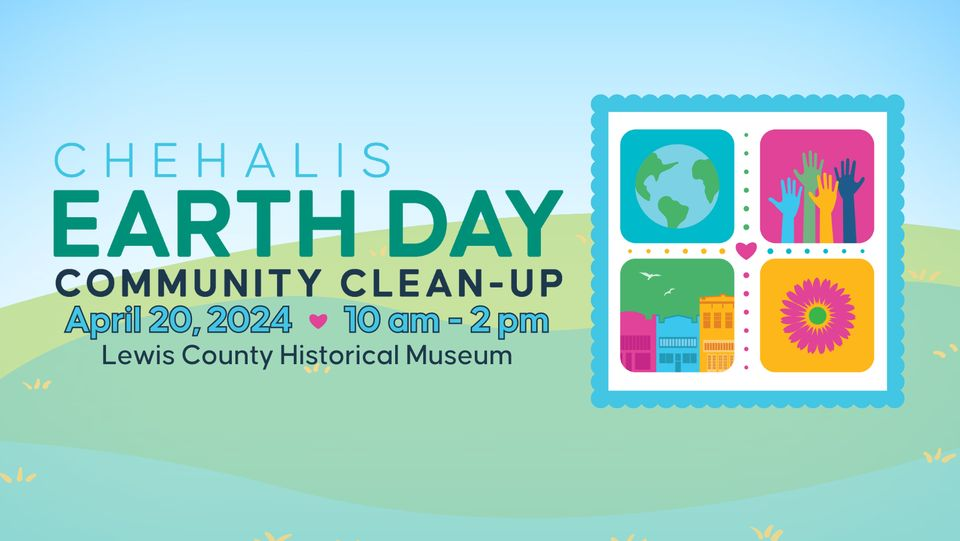 CHEHALIS
EARTH DAY
COMMUNITY CLEAN-UP
April 20, 2024 10 am - 2 pm
Lewis County Historical Museum